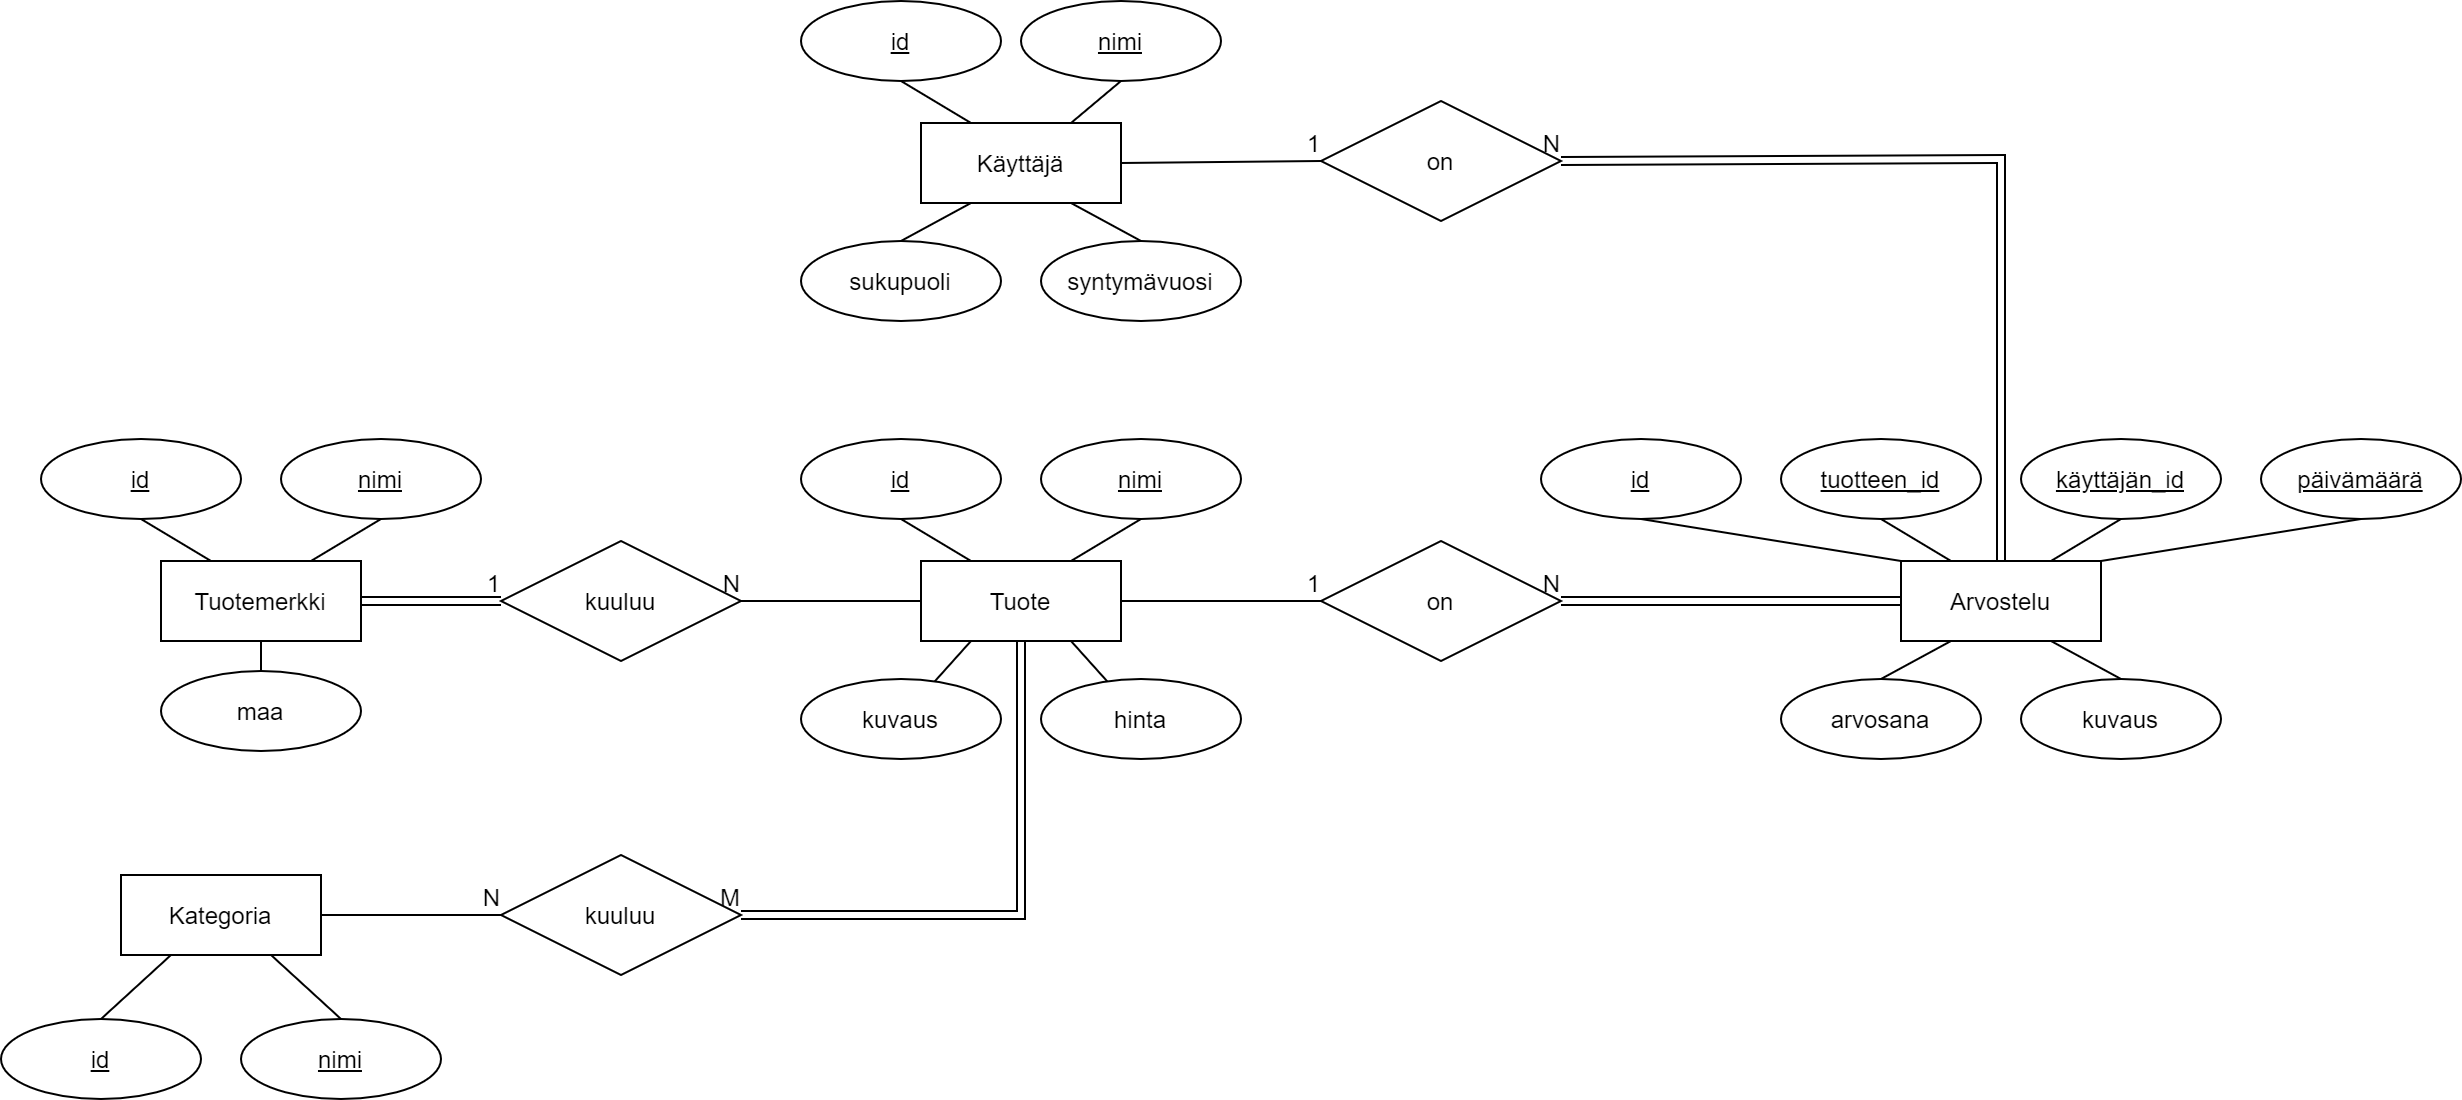 id
nimi
Käyttäjä
1
on
N
sukupuoli
syntymävuosi
id
nimi
id
nimi
id
tuotteen_id
käyttäjän_id
päivämäärä
Tuotemerkki
1
kuuluu
N
Tuote
1
on
N
Arvostelu
maa
kuvaus
hinta
arvosana
kuvaus
Kategoria
N
kuuluu
M
id
nimi